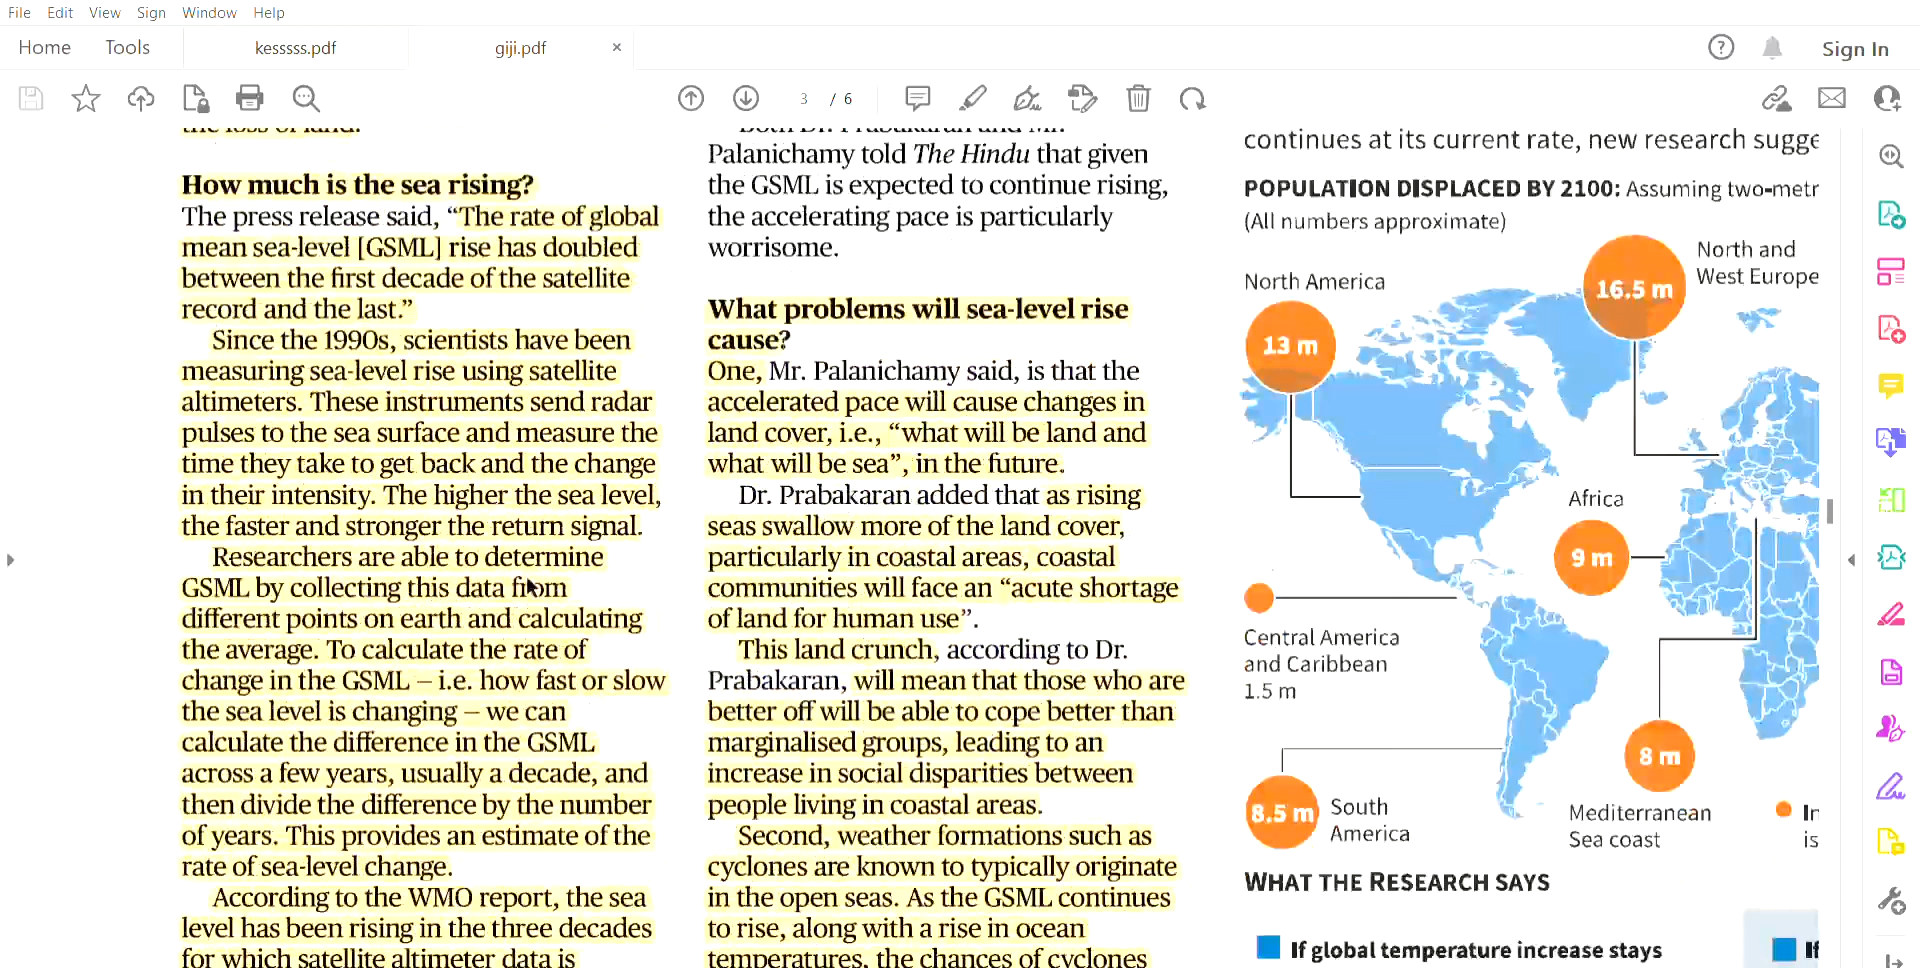 File Edit View Sign Window Help
Home Tools kesssss.pdf giji.pdf × Sign In
3 / 6
the loss of land.
How much is the sea rising?
The press release said, “The rate of global
mean sea-level [GSML] rise has doubled
between the first decade of the satellite
record and the last.”
Since the 1990s, scientists have been
measuring sea-level rise using satellite
altimeters. These instruments send radar
pulses to the sea surface and measure the
time they take to get back and the change
in their intensity. The higher the sea level,
the faster and stronger the return signal.
Researchers are able to determine
GSML by collecting this data from
different points on earth and calculating
the average. To calculate the rate of
change in the GSML – i.e. how fast or slow
the sea level is changing – we can
calculate the difference in the GSML
across a few years, usually a decade, and
then divide the difference by the number
of years. This provides an estimate of the
rate of sea-level change.
According to the WMO report, the sea
level has been rising in the three decades
for which satellite altimeter data is
Both Dr. Prabakaran and Mr.
Palanichamy told The Hindu that given
the GSML is expected to continue rising,
the accelerating pace is particularly
worrisome.
What problems will sea-level rise
cause?
One, Mr. Palanichamy said, is that the
accelerated pace will cause changes in
land cover, i.e., “what will be land and
what will be sea”, in the future.
Dr. Prabakaran added that as rising
seas swallow more of the land cover,
particularly in coastal areas, coastal
communities will face an “acute shortage
of land for human use”.
This land crunch, according to Dr.
Prabakaran, will mean that those who are
better off will be able to cope better than
marginalised groups, leading to an
increase in social disparities between
people living in coastal areas.
Second, weather formations such as
cyclones are known to typically originate
in the open seas. As the GSML continues
to rise, along with a rise in ocean
temperatures, the chances of cyclones
continues at its current rate, new research sugge
POPULATION DISPLACED BY 2100: Assuming two-metr
(All numbers approximate)
North and
West Europe
16.5 m
North America
13 m
Africa
9 m
Central America
and Caribbean
1.5 m
8.5 m
South
America
8 m
Mediterranean
Sea coast
In
is
WHAT THE RESEARCH SAYS
If global temperature increase stays
If